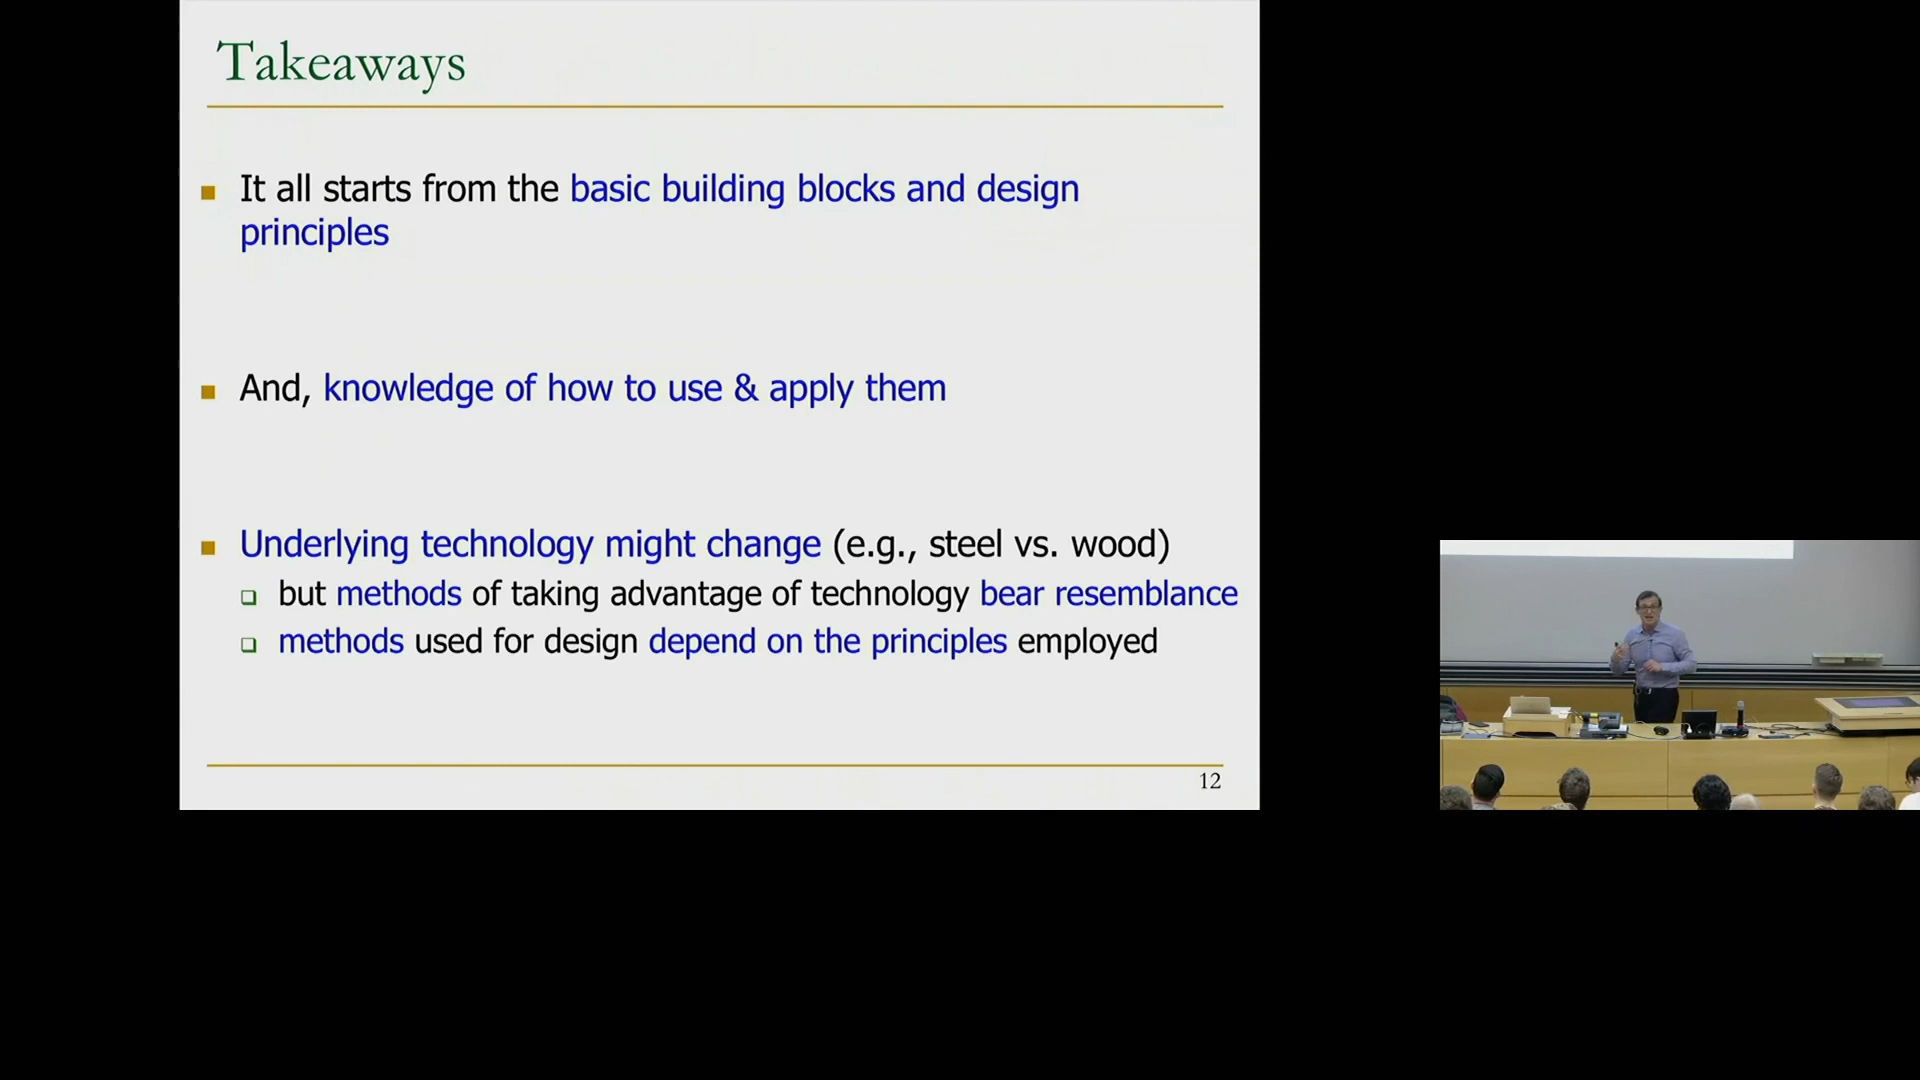 Takeaways
It all starts from the basic building blocks and design
principles
And, knowledge of how to use & apply them
Underlying technology might change (e.g., steel vs. wood)
but methods of taking advantage of technology bear resemblance
methods used for design depend on the principles employed
12